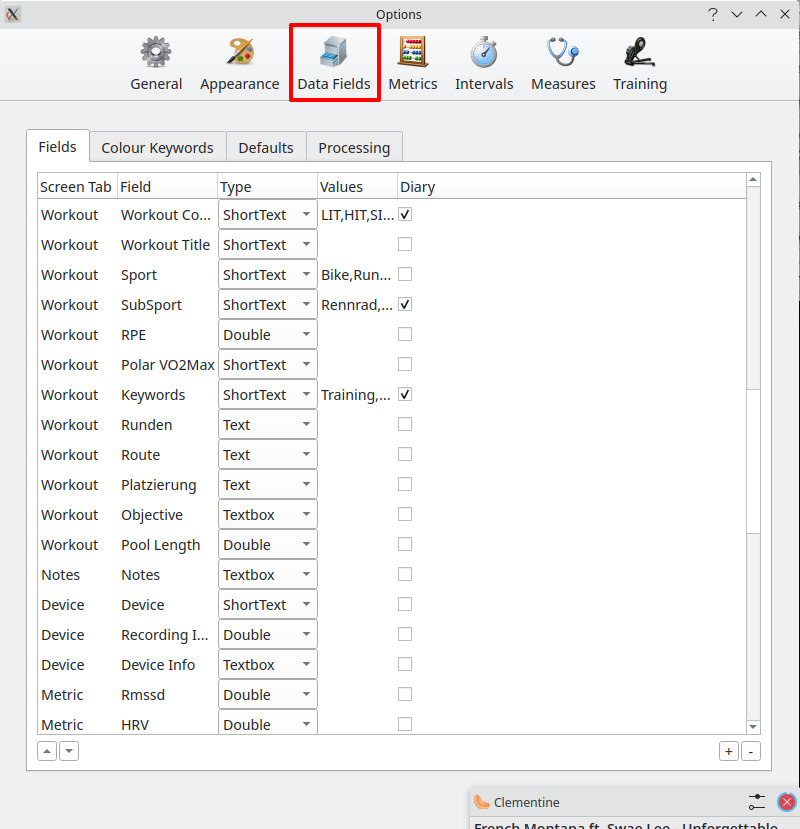 Options
General Appearance Data Fields Metrics Intervals Measures Training
Fields Colour Keywords Defaults Processing
Screen Tab Field Type Values Diary
Workout Workout Co... ShortText LIT,HIT,SI...
Workout Workout Title ShortText
Workout Sport ShortText Bike,Run...
Workout SubSport ShortText Rennrad,...
Workout RPE Double
Workout Polar VO2Max ShortText
Workout Keywords ShortText Training,...
Workout Runden Text
Workout Route Text
Workout Platzierung Text
Workout Objective Textbox
Workout Pool Length Double
Notes Notes Textbox
Device Device ShortText
Device Recording I... Double
Device Device Info Textbox
Metric Rmssd Double
Metric HRV Double
+ -
Clementine
French Montana ft. Swae Lee - Unforgettable